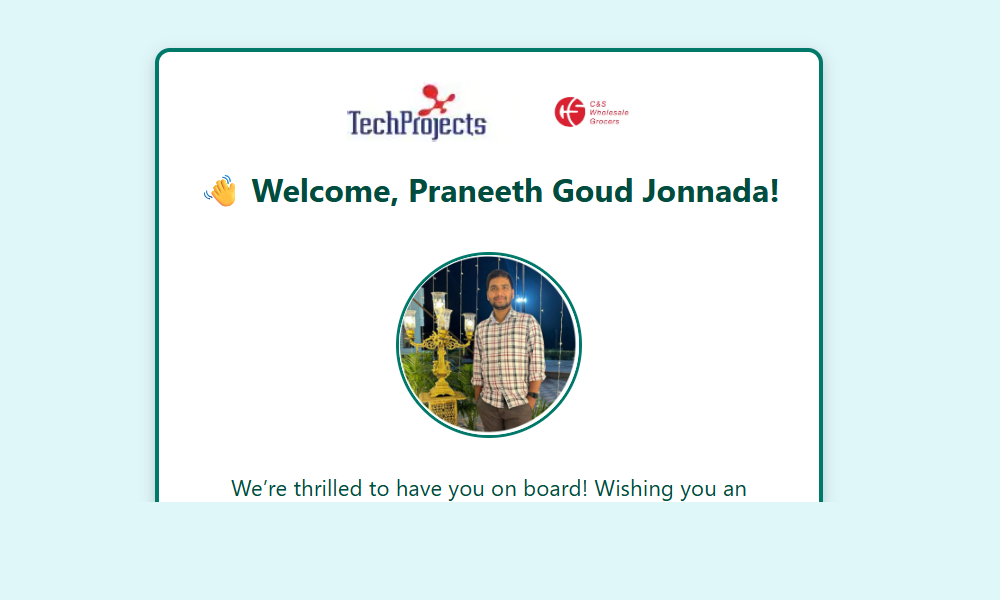 TechProjects
C&S
Wholesale
Grocers
👋 Welcome, Praneeth Goud Jonnada!
We’re thrilled to have you on board! Wishing you an